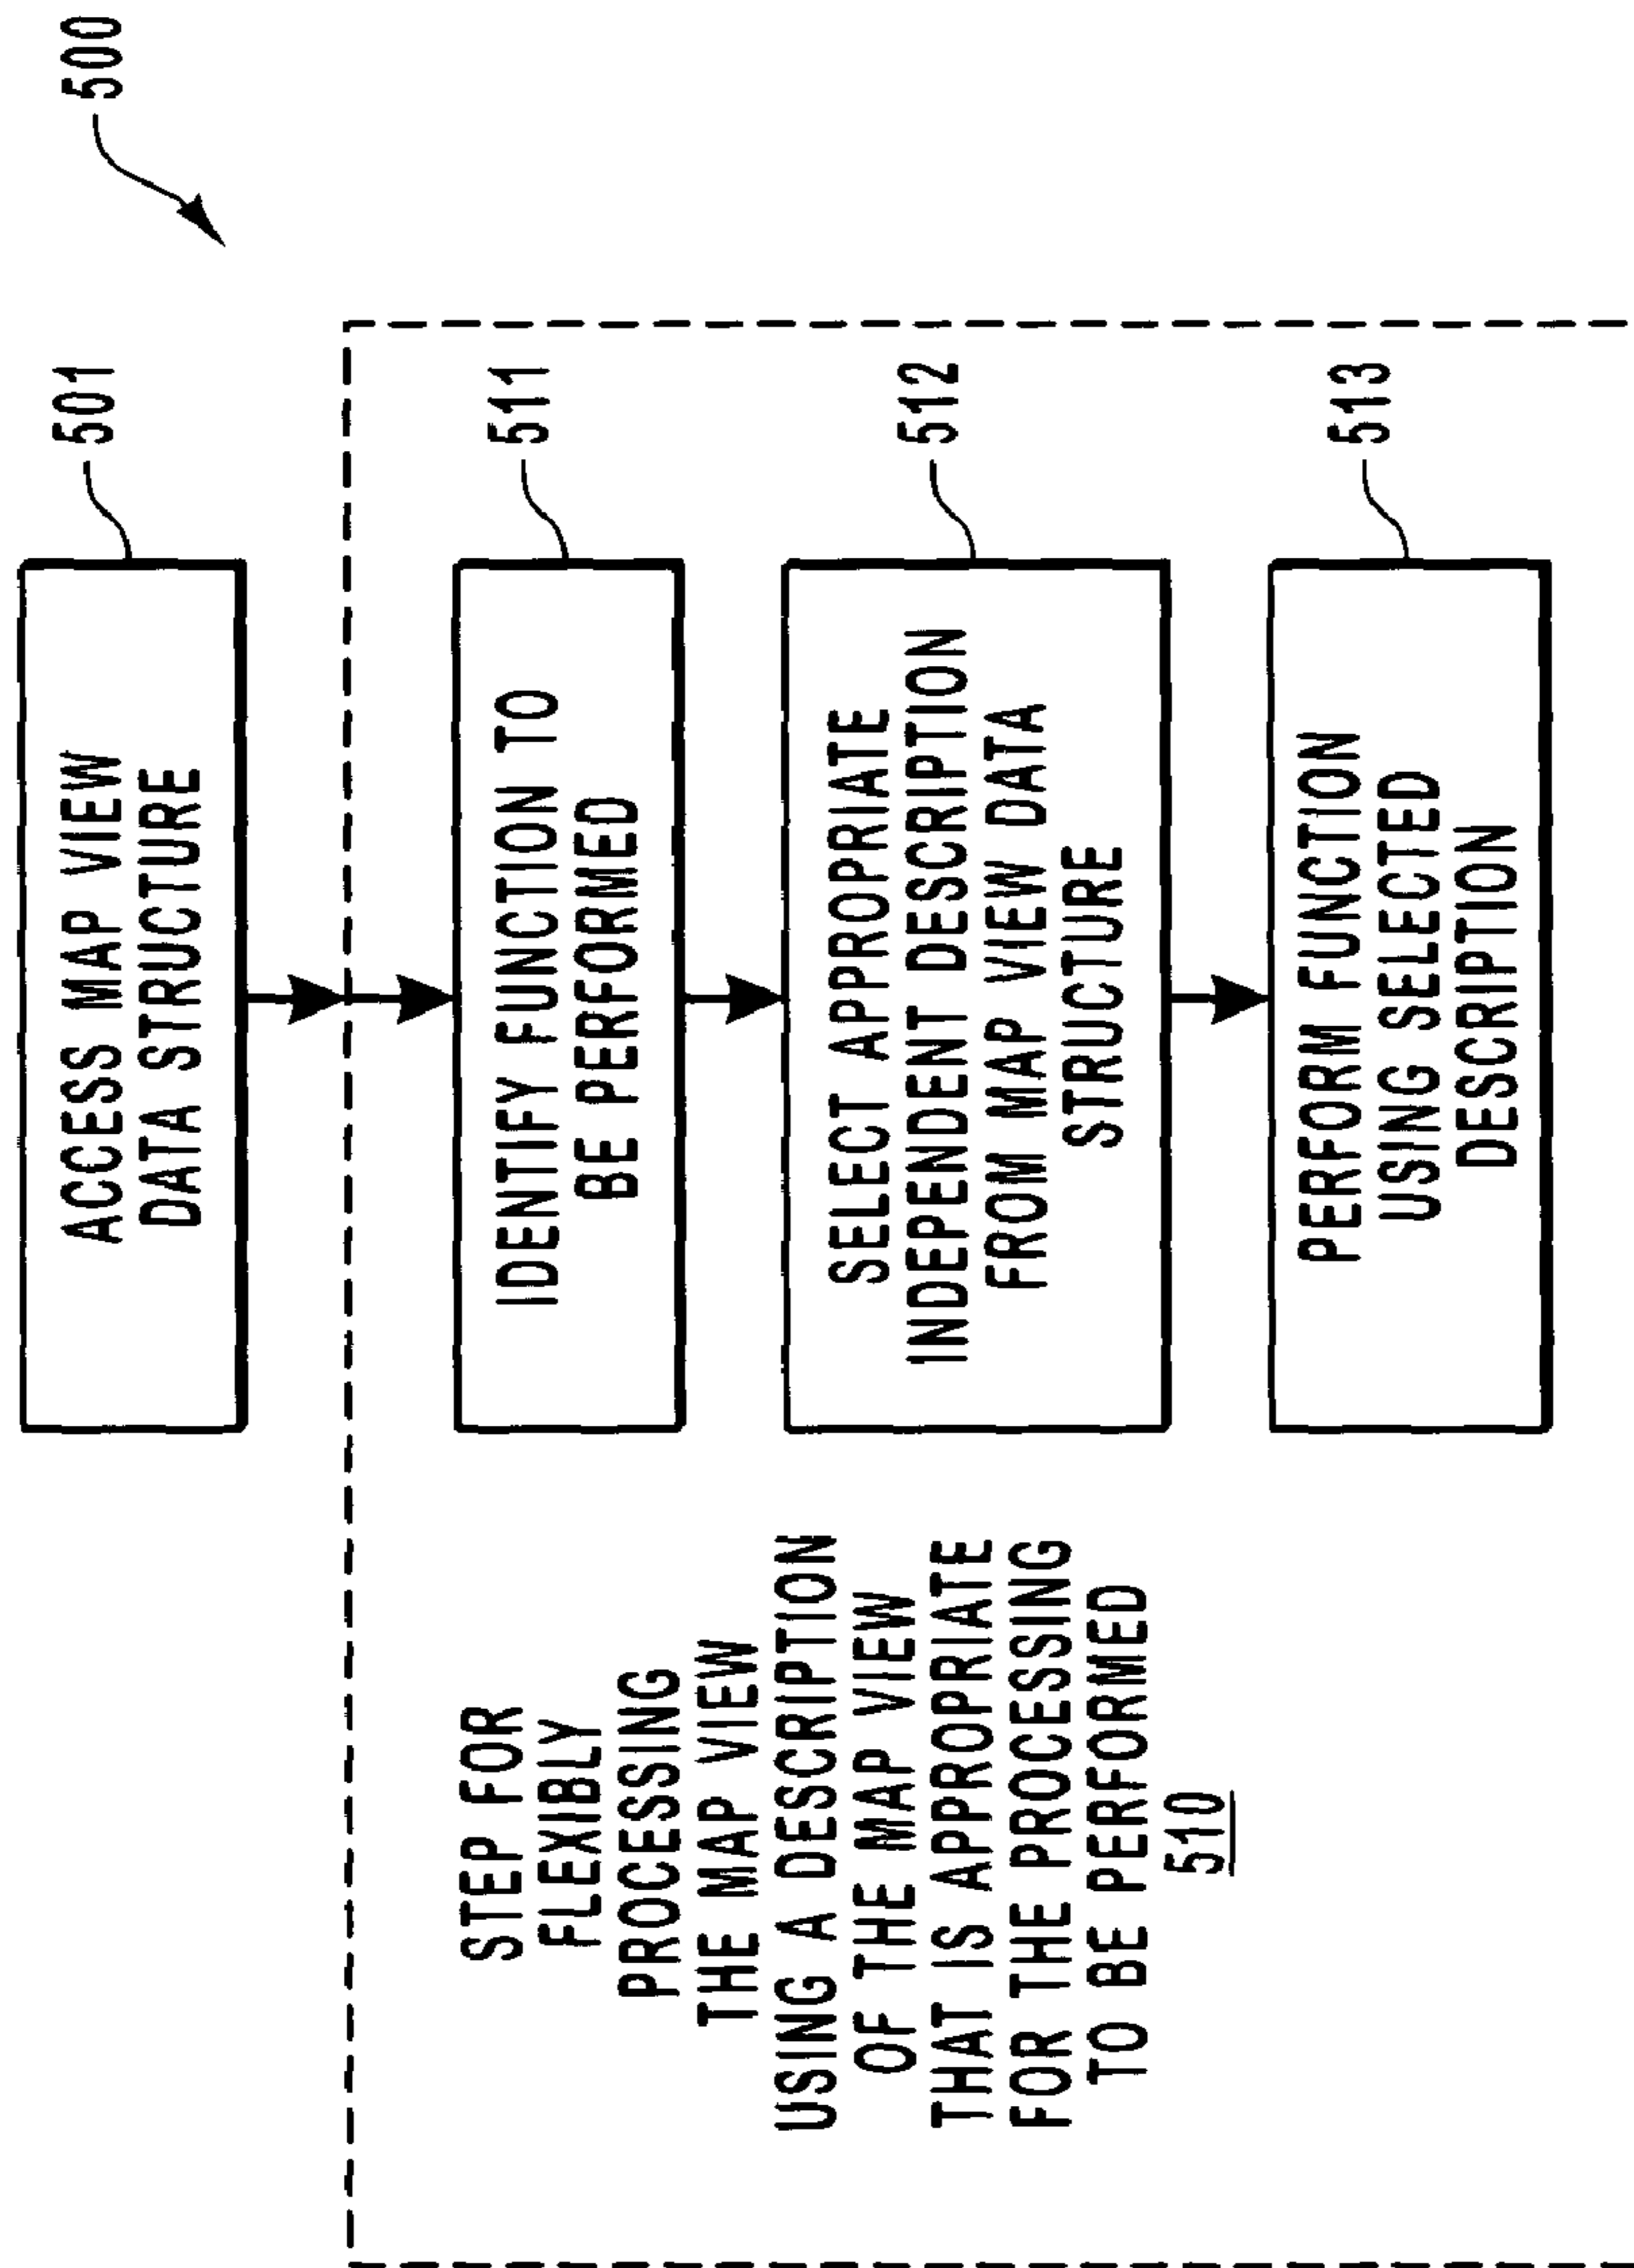 500
501
ACCESS MAP VIEW
DATA STRUCTURE
STEP FOR
FLEXIBLY
PROCESSING
THE MAP VIEW
USING A DESCRIPTION
OF THE MAP VIEW
THAT IS APPROPRIATE
FOR THE PROCESSING
TO BE PERFORMED
510
511
IDENTIFY FUNCTION TO
BE PERFORMED
512
SELECT APPROPRIATE
INDEPENDENT DESCRIPTION
FROM MAP VIEW DATA
STRUCTURE
513
PERFORM FUNCTION
USING SELECTED
DESCRIPTION